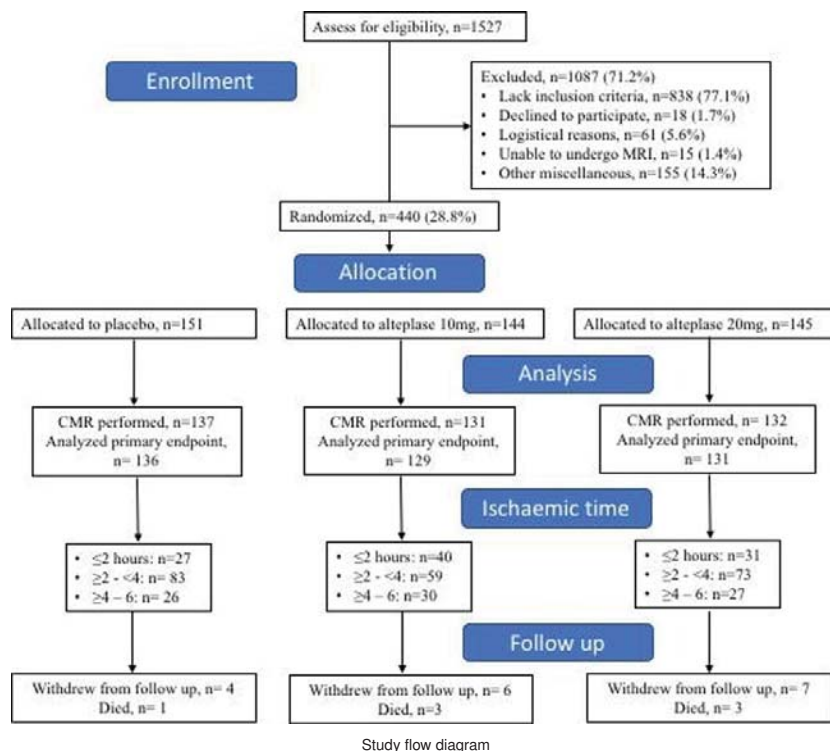 Assess for eligibility, n=1527
Enrollment
Excluded, n=1087 (71.2%)
• Lack inclusion criteria, n=838 (77.1%)
• Declined to participate, n=18 (1.7%)
• Logistical reasons, n=61 (5.6%)
• Unable to undergo MRI, n=15 (1.4%)
• Other miscellaneous, n=155 (14.3%)
Randomized, n=440 (28.8%)
Allocation
Allocated to placebo, n=151
Allocated to alteplase 10mg, n=144
Allocated to alteplase 20mg, n=145
Analysis
CMR performed, n=137
Analyzed primary endpoint,
n= 136
CMR performed, n=131
Analyzed primary endpoint,
n= 129
CMR performed, n= 132
Analyzed primary endpoint,
n= 131
Ischaemic time
• ≤2 hours: n=27
• ≥2 - <4: n= 83
• ≥4 – 6: n= 26
• ≤2 hours: n=40
• ≥2 - <4: n=59
• ≥4 – 6: n=30
• ≤2 hours: n=31
• ≥2 - <4: n=73
• ≥4 – 6: n=27
Follow up
Withdrew from follow up, n= 4
Died, n= 1
Withdrew from follow up, n= 6
Died, n=3
Withdrew from follow up, n= 7
Died, n= 3
Study flow diagram